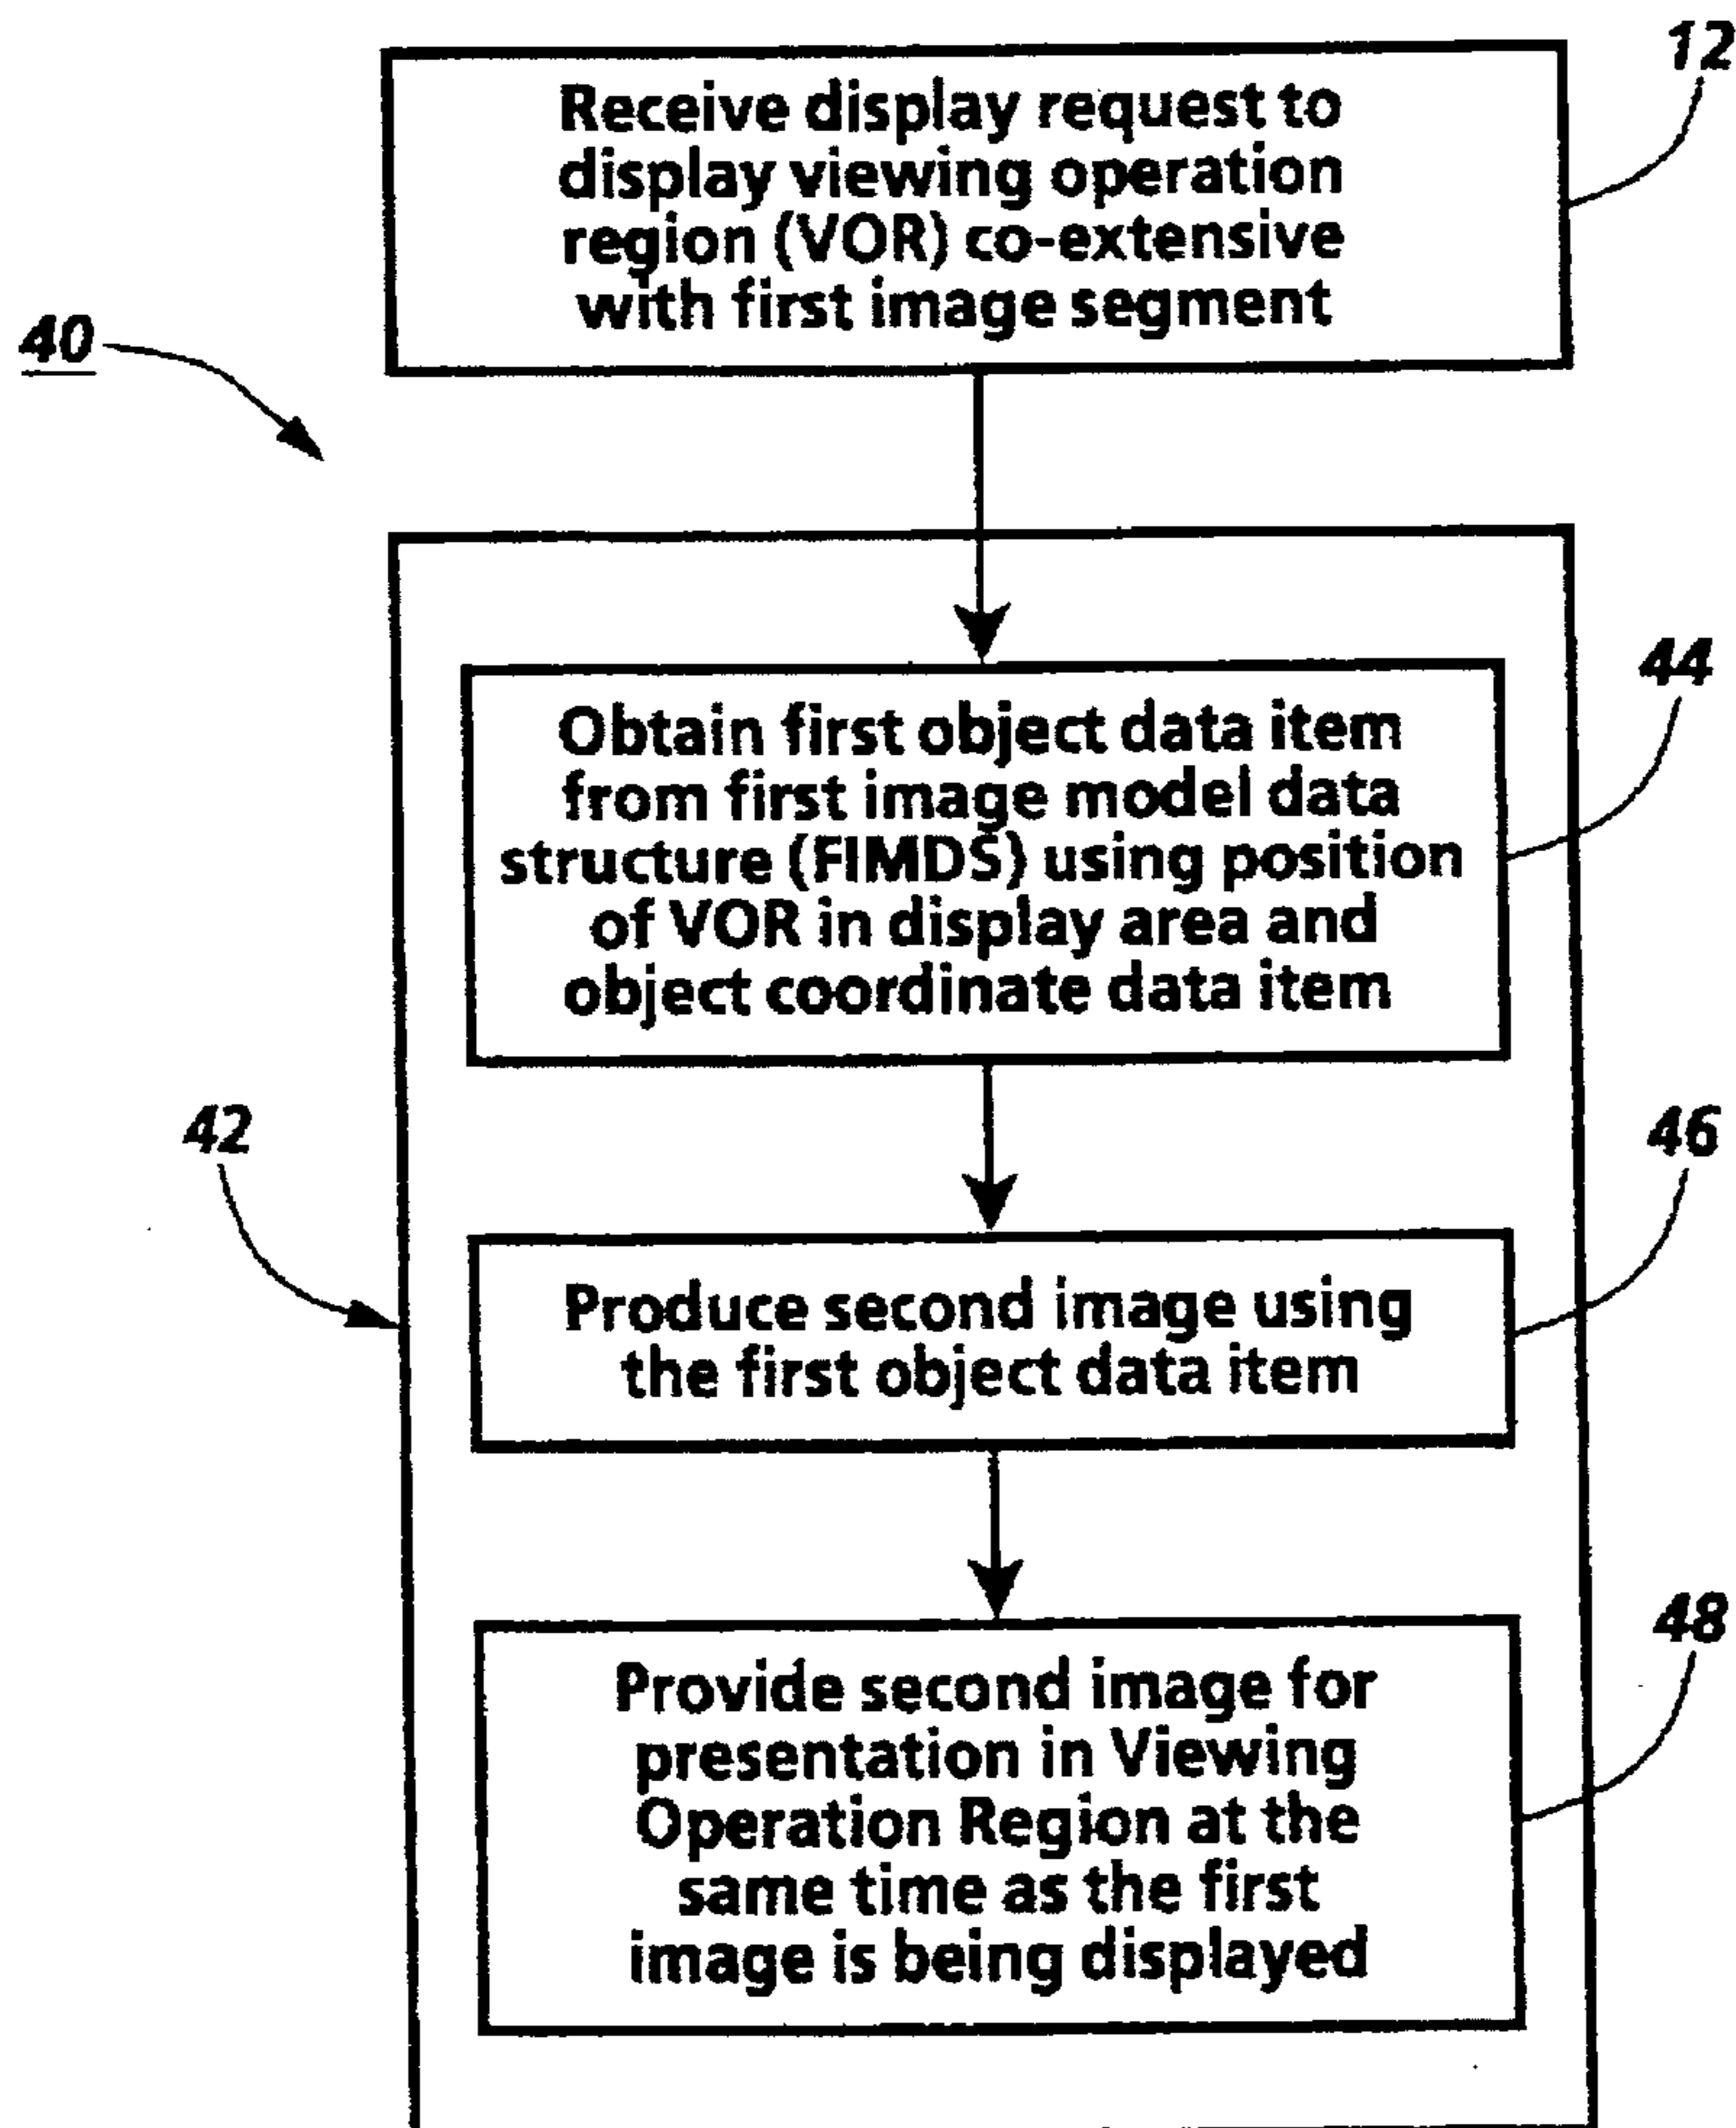 12
Receive display request to
display viewing operation
region (VOR) co-extensive
with first image segment
40
44
Obtain first object data item
from first image model data
structure (FIMDS) using position
of VOR in display area and
object coordinate data item
42
46
Produce second image using
the first object data item
48
Provide second image for
presentation in Viewing
Operation Region at the
same time as the first
image is being displayed